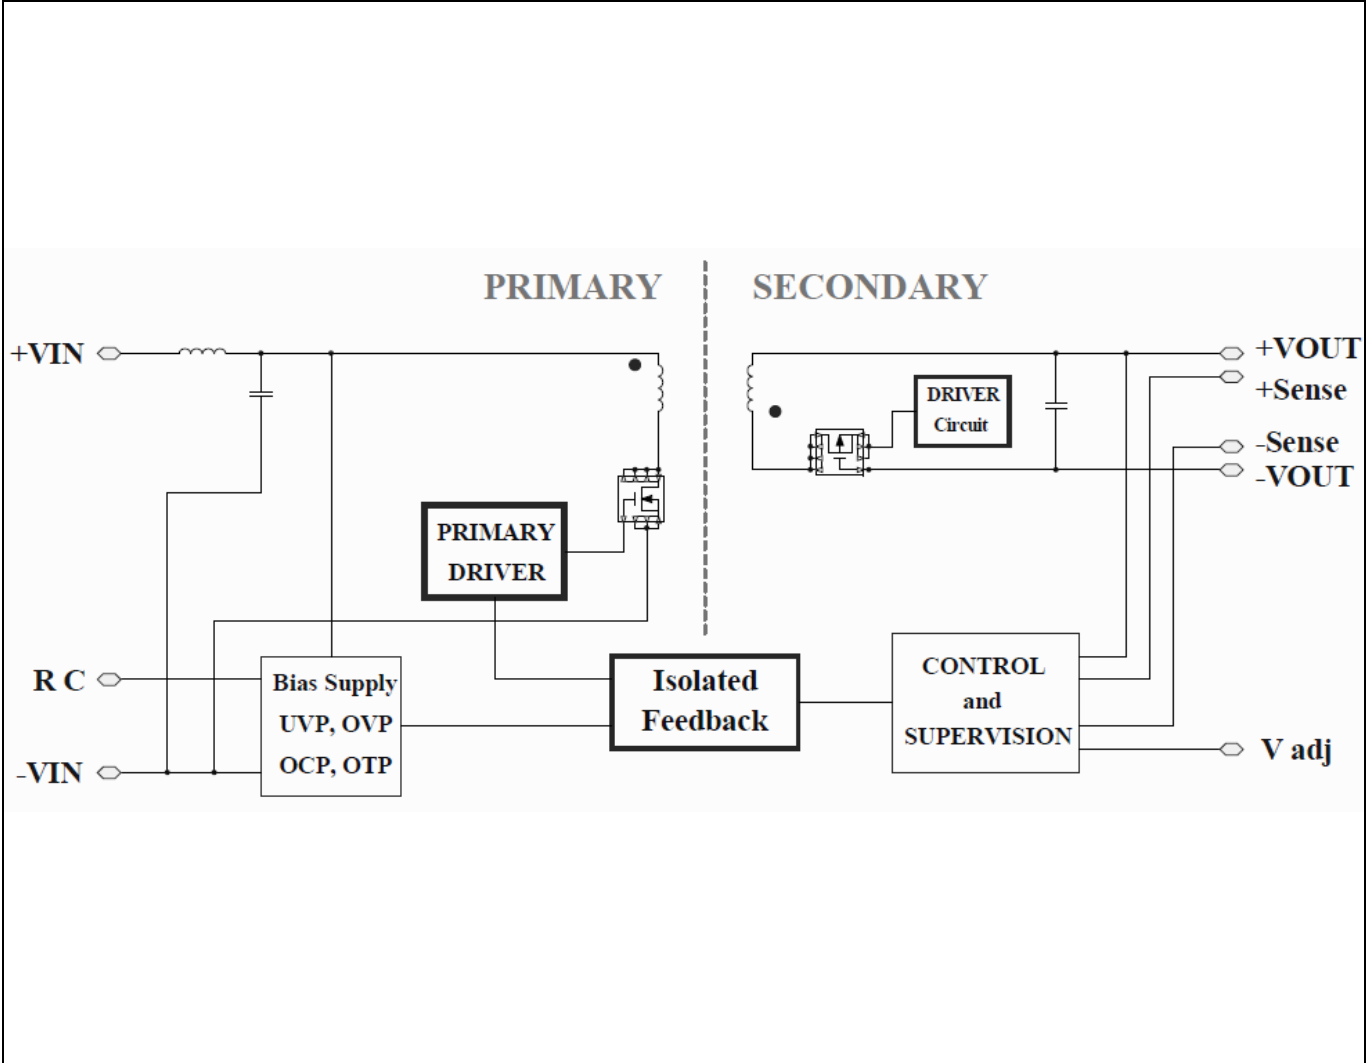 PRIMARY
SECONDARY
+VIN
+VOUT
+Sense
-Sense
-VOUT
DRIVER
Circuit
PRIMARY
DRIVER
R C
-VIN
Bias Supply
UVP, OVP
OCP, OTP
Isolated
Feedback
CONTROL
and
SUPERVISION
V adj